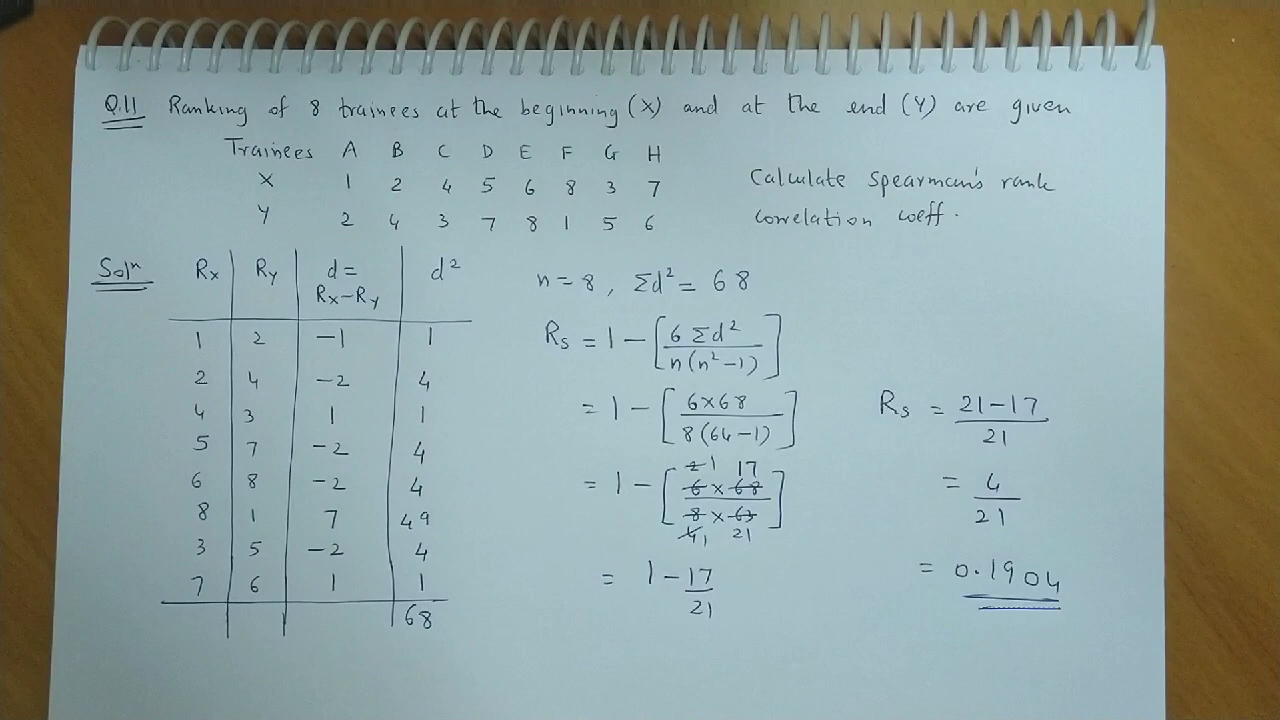 Q.11 Ranking of 8 trainees at the beginning (X) and at the end (Y) are given
Trainees A B C D E F G H
X 1 2 4 5 6 8 3 7
Y 2 4 3 7 8 1 5 6
Calculate Spearman's rank
correlation coeff.
Solⁿ
Rx Ry d = Rx-Ry d²
1 2 -1 1
2 4 -2 4
4 3 1 1
5 7 -2 4
6 8 -2 4
8 1 7 49
3 5 -2 4
7 6 1 1
68
n = 8, Σd² = 68
Rs = 1 - [6 Σd² / n(n²-1)]
= 1 - [6×68 / 8(64-1)]
= 1 - [6 × 68 / 8 × 63]
21 17
41 21
= 1 - 17/21
Rs = 21-17 / 21
= 4/21
= 0.1904